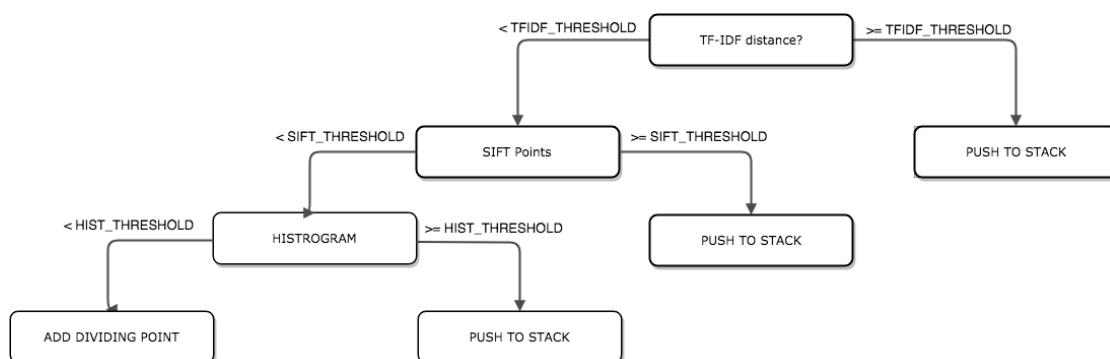 < TFIDF_THRESHOLD
TF-IDF distance?
>= TFIDF_THRESHOLD
< SIFT_THRESHOLD
SIFT Points
>= SIFT_THRESHOLD
PUSH TO STACK
< HIST_THRESHOLD
HISTROGRAM
>= HIST_THRESHOLD
PUSH TO STACK
ADD DIVIDING POINT
PUSH TO STACK